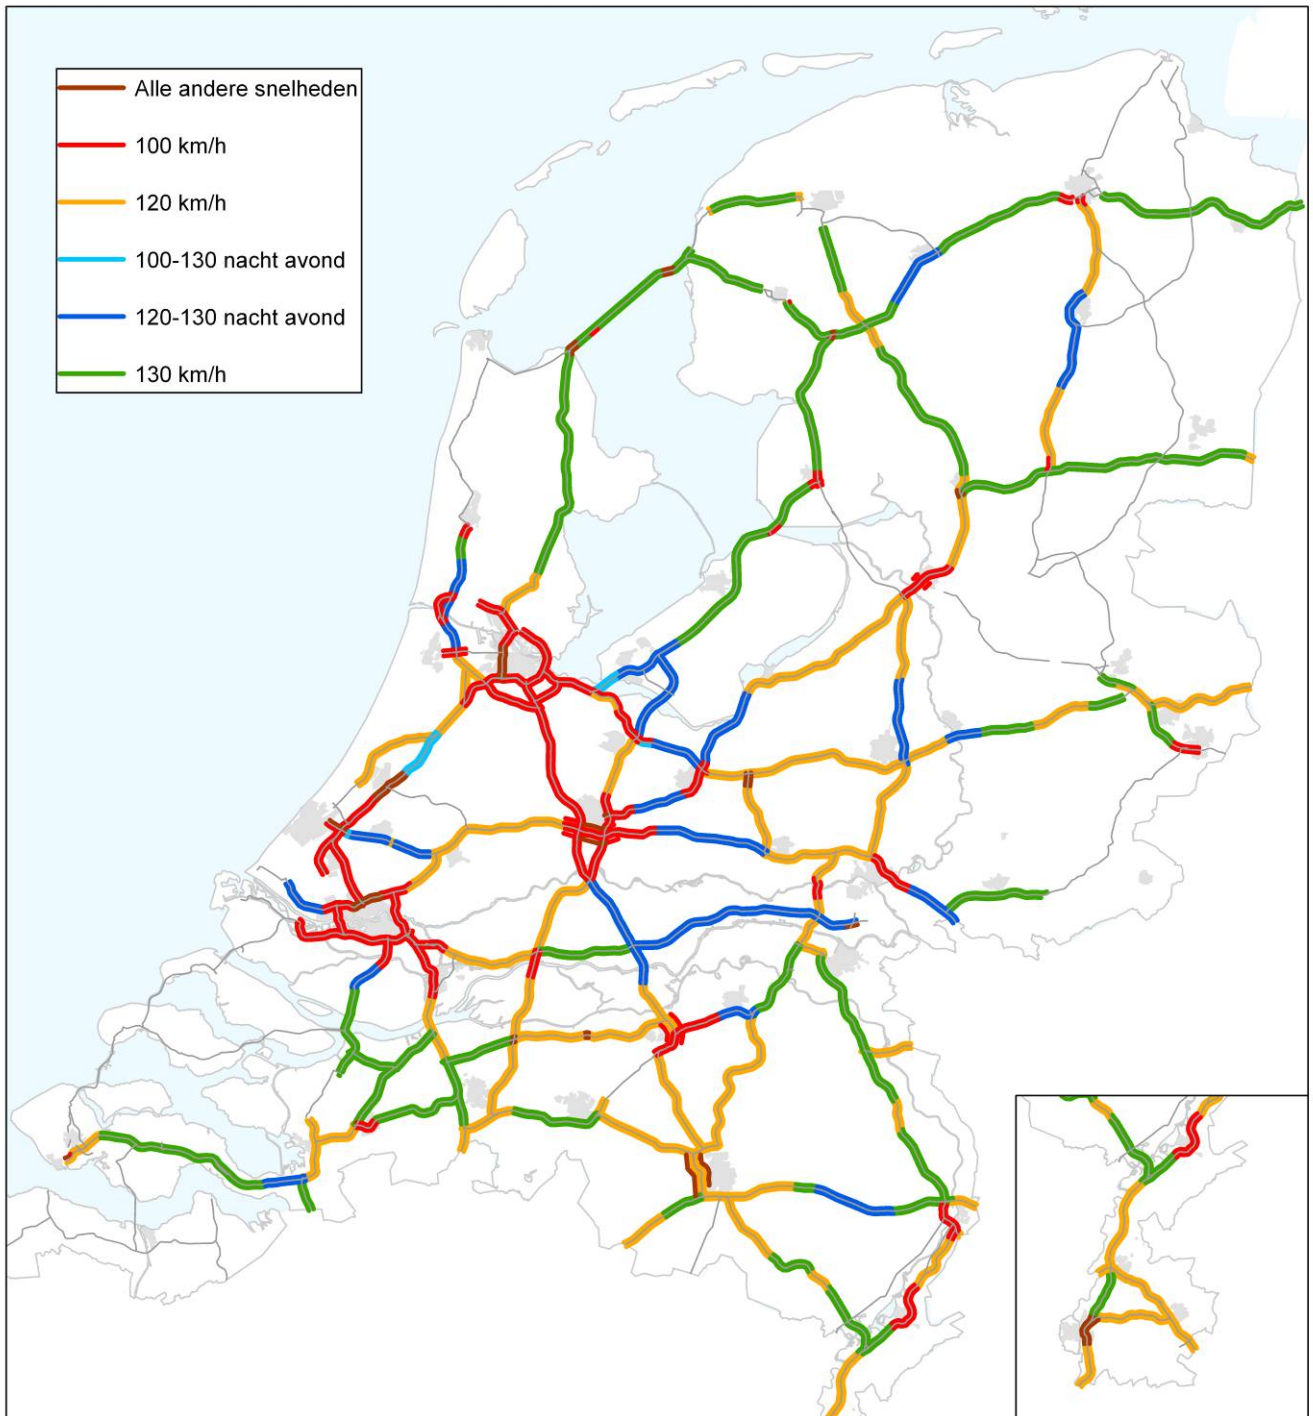 Alle andere snelheden
100 km/h
120 km/h
100-130 nacht avond
120-130 nacht avond
130 km/h